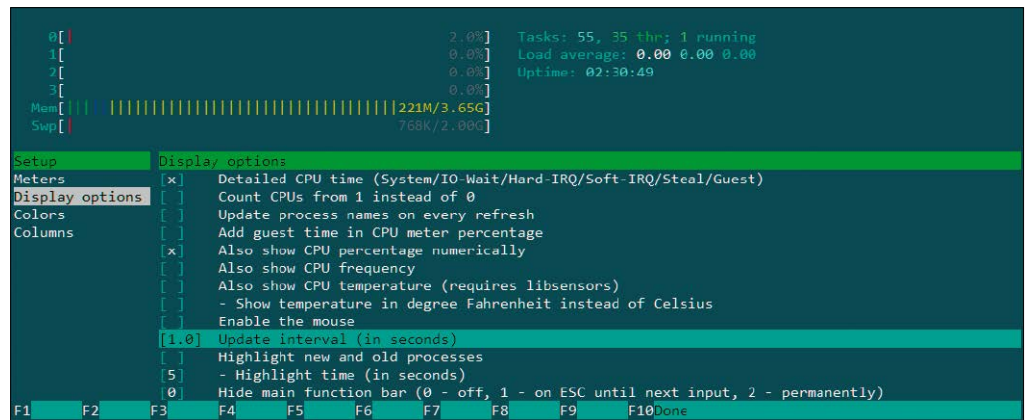 0[| 2.0%] Tasks: 55, 35 thr; 1 running
1[ 0.0%] Load average: 0.00 0.00 0.00
2[ 0.0%] Uptime: 02:30:49
3[ 0.0%]
Mem[||| ||||||||||||||||||||||||||||||||||221M/3.65G]
Swp[| 768K/2.00G]
Setup Display options
Meters [x] Detailed CPU time (System/IO-Wait/Hard-IRQ/Soft-IRQ/Steal/Guest)
Display options [ ] Count CPUs from 1 instead of 0
Colors [ ] Update process names on every refresh
Columns [ ] Add guest time in CPU meter percentage
[x] Also show CPU percentage numerically
[ ] Also show CPU frequency
[ ] Also show CPU temperature (requires libsensors)
[ ] - Show temperature in degree Fahrenheit instead of Celsius
[ ] Enable the mouse
[1.0] Update interval (in seconds)
[ ] Highlight new and old processes
[5] - Highlight time (in seconds)
[0] Hide main function bar (0 - off, 1 - on ESC until next input, 2 - permanently)
F1 F2 F3 F4 F5 F6 F7 F8 F9 F10Done